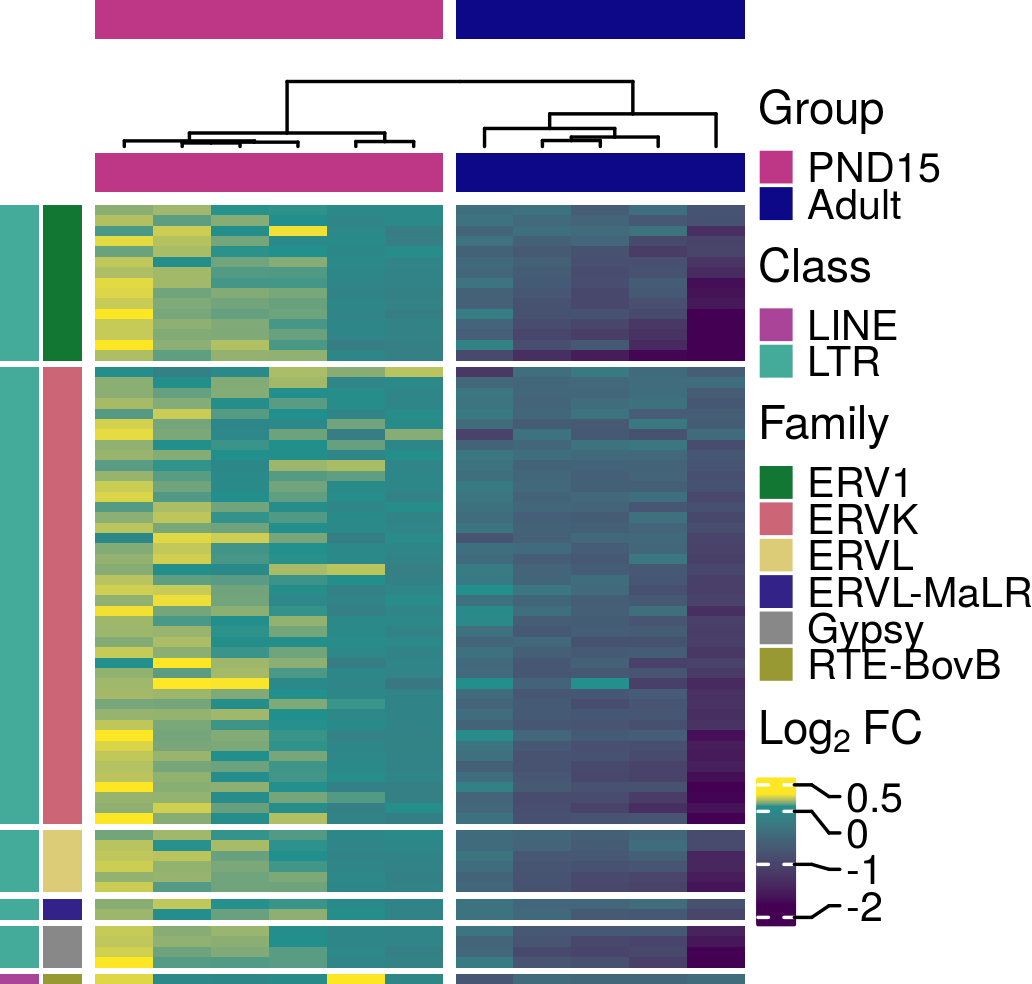 Group
PND15
Adult
Class
LINE
LTR
Family
ERV1
ERVK
ERVL
ERVL-MaLR
Gypsy
RTE-BovB
Log₂ FC
0.5
0
-1
-2